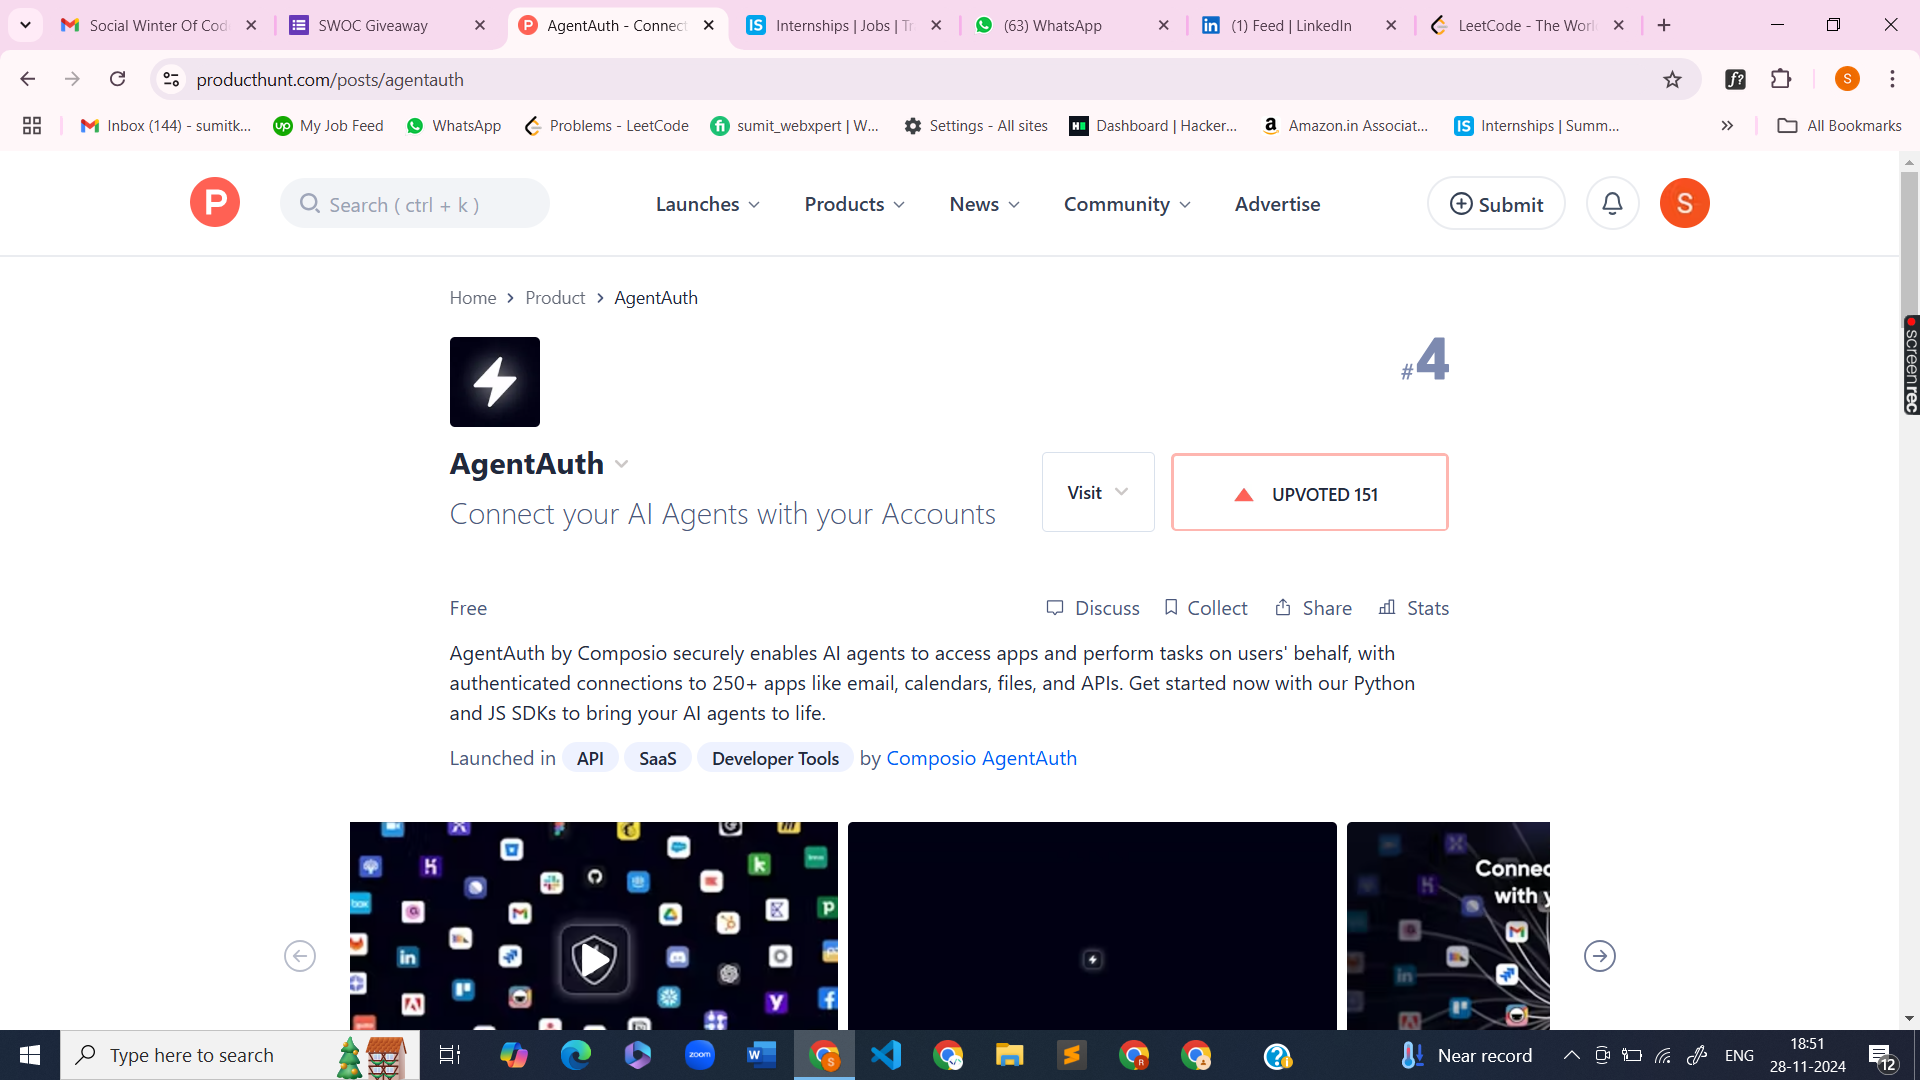 Social Winter Of Cod
SWOC Giveaway
AgentAuth - Connect
Internships | Jobs | Tr
(63) WhatsApp
(1) Feed | LinkedIn
LeetCode - The Worl
producthunt.com/posts/agentauth
f?
S
Inbox (144) - sumitk...
up
My Job Feed
WhatsApp
Problems - LeetCode
fi
sumit_webxpert | W...
Settings - All sites
Dashboard | Hacker...
Amazon.in Associat...
IS
Internships | Summ...
All Bookmarks
P
Search ( ctrl + k )
Launches
Products
News
Community
Advertise
Submit
S
Home
Product
AgentAuth
#4
AgentAuth
Connect your AI Agents with your Accounts
Visit
UPVOTED 151
Free
Discuss
Collect
Share
Stats
AgentAuth by Composio securely enables AI agents to access apps and perform tasks on users' behalf, with
authenticated connections to 250+ apps like email, calendars, files, and APIs. Get started now with our Python
and JS SDKs to bring your AI agents to life.
Launched in API SaaS Developer Tools by Composio AgentAuth
box
Connec
with y
screenrec
Type here to search
zoom
Near record
ENG
18:51
28-11-2024
12